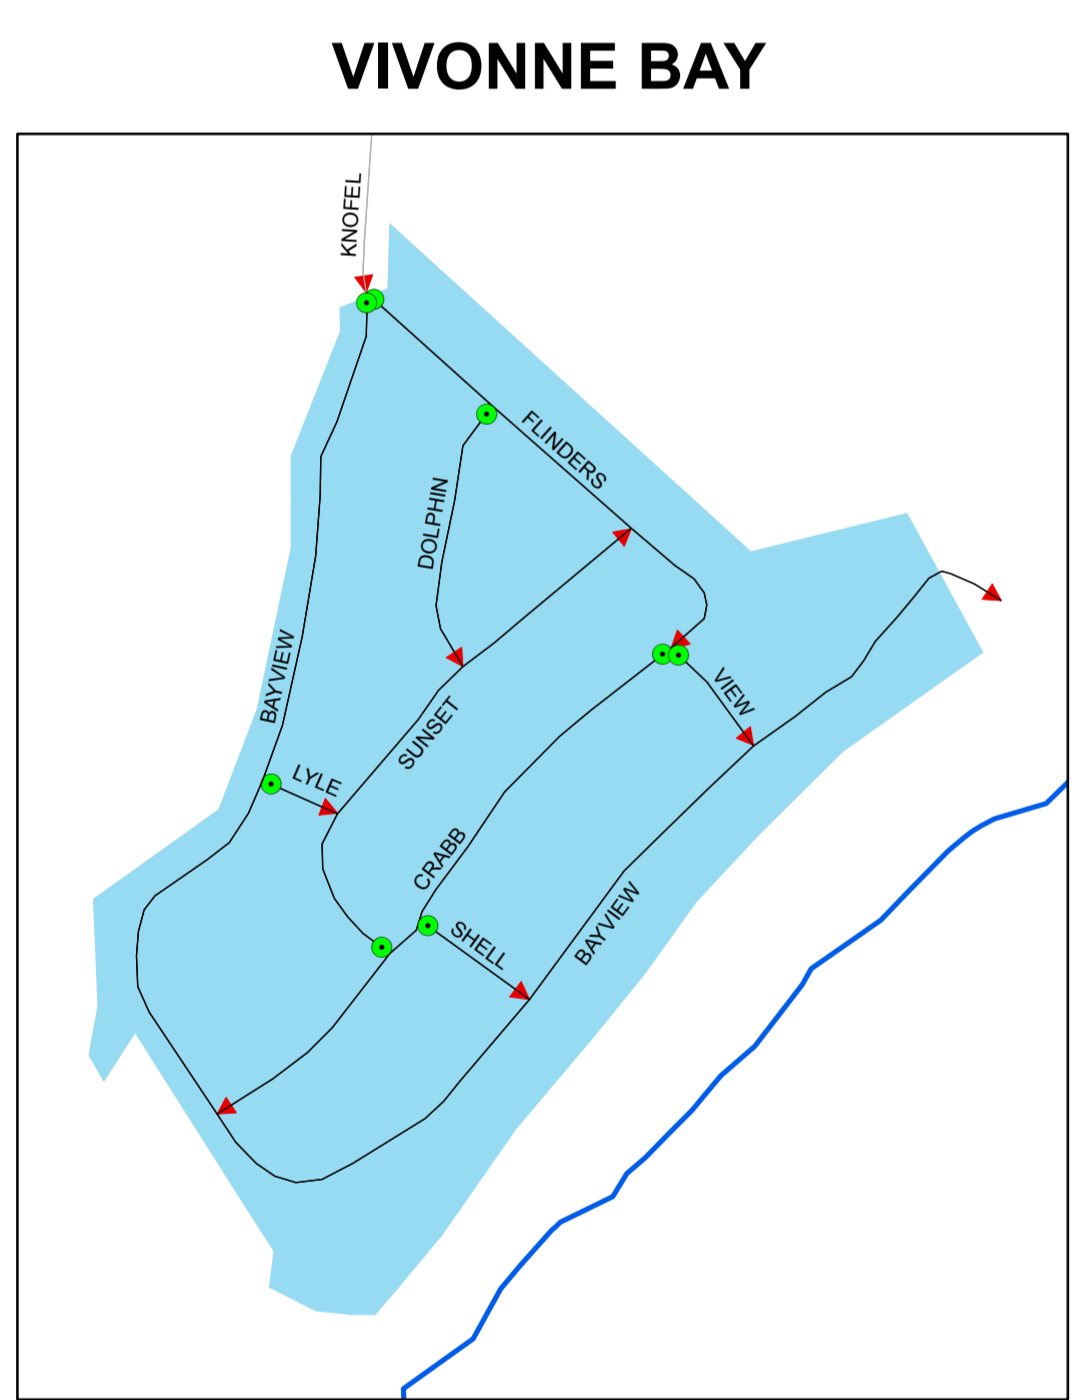 VIVONNE BAY
KNOFEL
FLINDERS
DOLPHIN
BAYVIEW
VIEW
SUNSET
LYLE
CRABB
BAYVIEW
SHELL